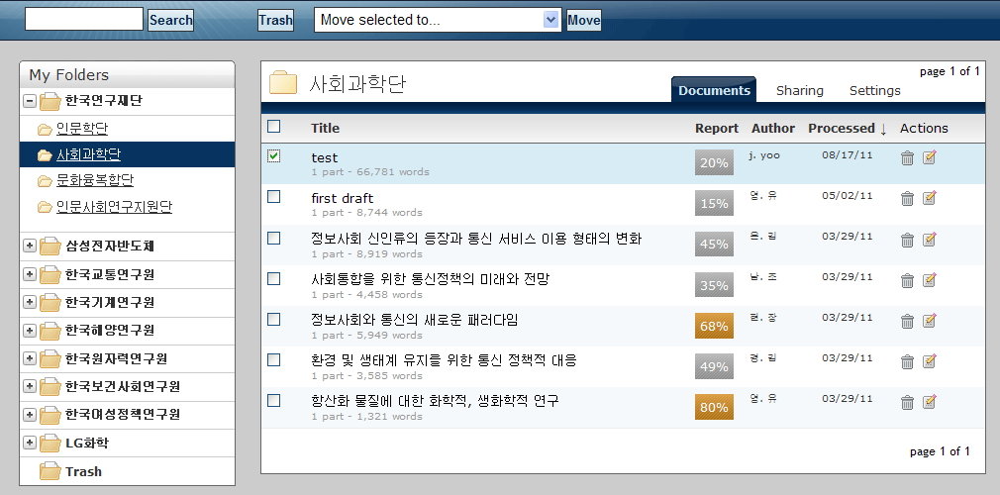 Search
Trash
Move selected to...
Move
My Folders
한국연구재단
인문학단
사회과학단
문화융복합단
인문사회연구지원단
삼성전자반도체
한국교통연구원
한국기계연구원
한국해양연구원
한국원자력연구원
한국보건사회연구원
한국여성정책연구원
LG화학
Trash
사회과학단
page 1 of 1
Documents Sharing Settings
Title Report Author Processed ↓ Actions
test 20% j. yoo 08/17/11
1 part - 66,781 words
first draft 15% 유 05/02/11
1 part - 8,744 words
정보사회 신인류의 등장과 통신 서비스 이용 형태의 변화 45% 김 03/29/11
1 part - 8,919 words
사회통합을 위한 통신정책의 미래와 전망 35% 조 03/29/11
1 part - 4,458 words
정보사회와 통신의 새로운 패러다임 68% 장 03/29/11
1 part - 5,949 words
환경 및 생태계 유지를 위한 통신 정책적 대응 49% 김 03/29/11
1 part - 3,585 words
항산화 물질에 대한 화학적, 생화학적 연구 80% 유 03/29/11
1 part - 1,321 words
page 1 of 1